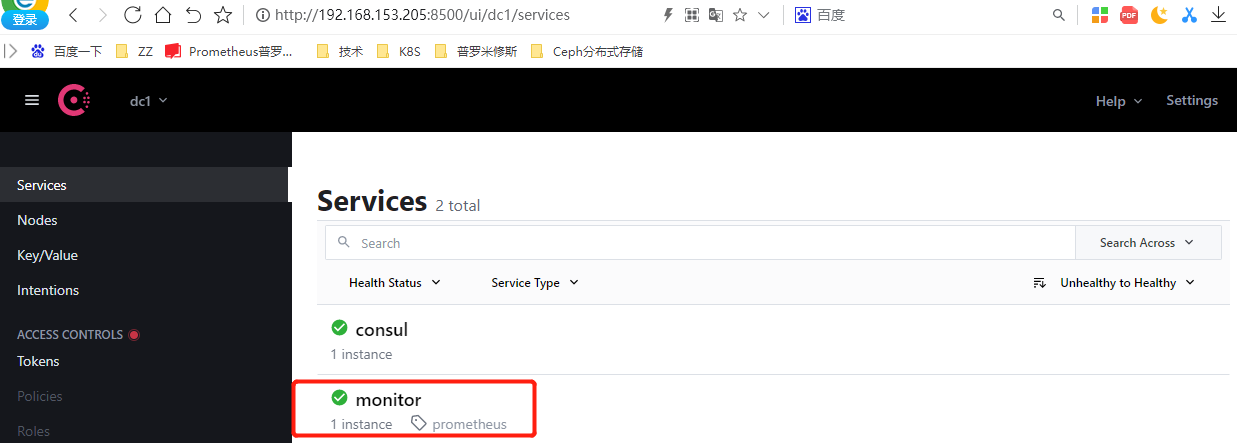 登录
http://192.168.153.205:8500/ui/dc1/services
百度
PDF
百度一下 ZZ Prometheus普罗... 技术 K8S 普罗米修斯 Ceph分布式存储
dc1
Help
Settings
Services
Nodes
Key/Value
Intentions
ACCESS CONTROLS
Tokens
Policies
Roles
Services 2 total
Search
Search Across
Health Status
Service Type
Unhealthy to Healthy
consul
1 instance
monitor
1 instance prometheus